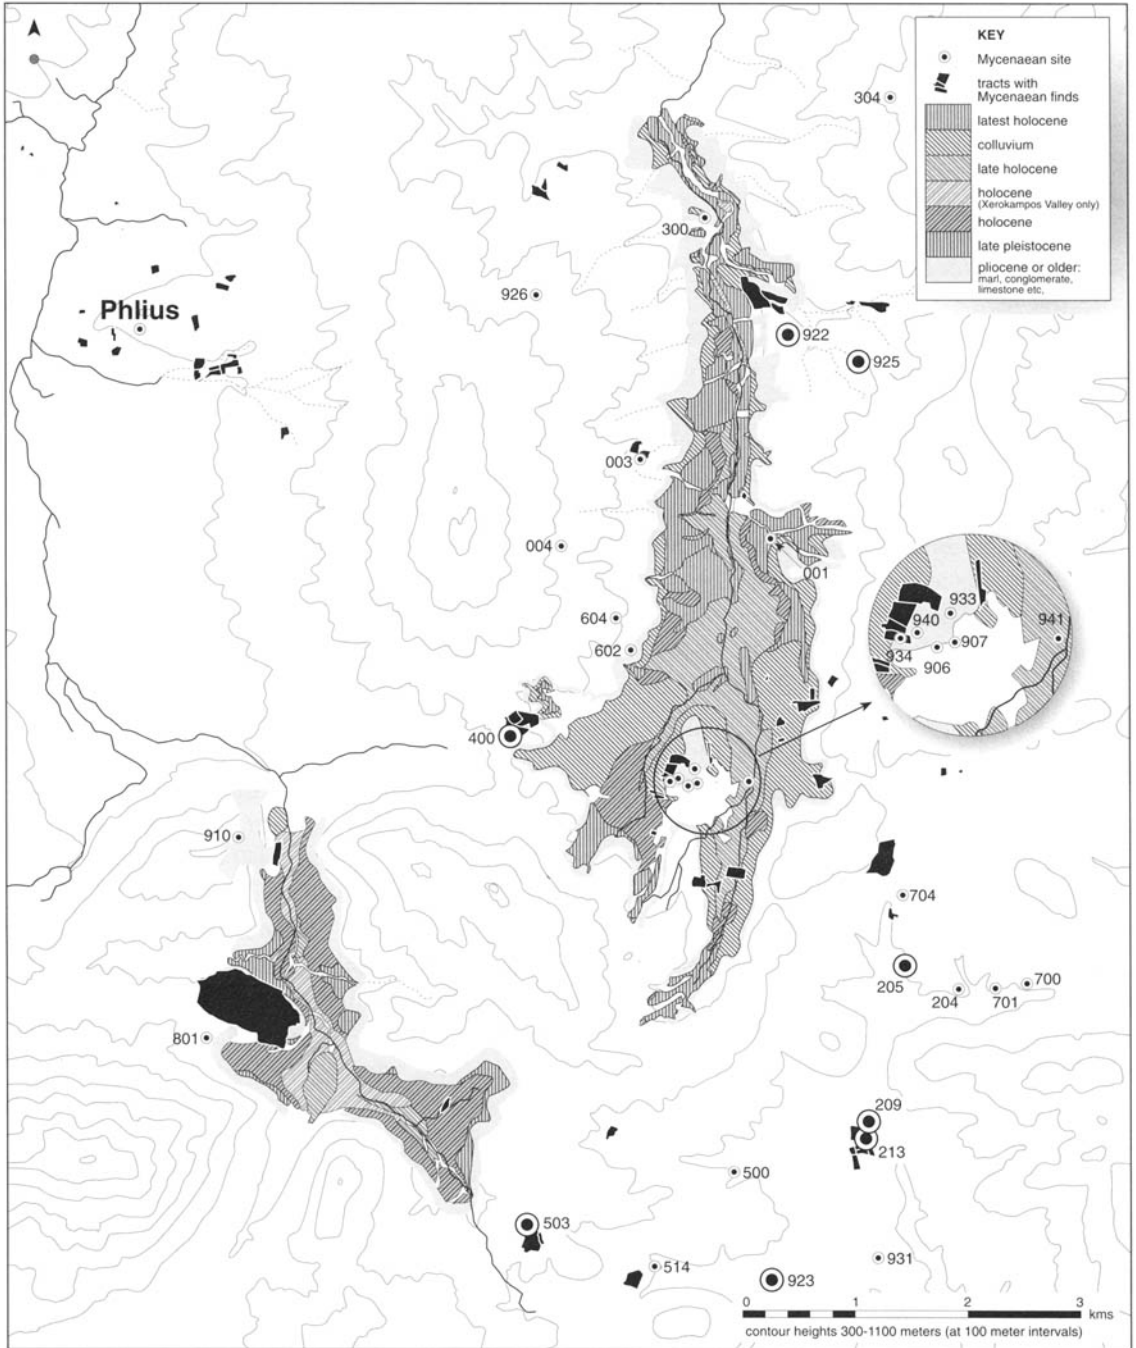 KEY
Mycenaean site
tracts with
Mycenaean finds
latest holocene
colluvium
late holocene
holocene
(Xerokampos Valley only)
holocene
late pleistocene
pliocene or older:
marl, conglomerate,
limestone etc,
304
300
926
Phlius
922
925
003
004
001
604
602
933
940
941
934
907
906
400
910
704
205
204
701
700
801
209
213
500
503
514
931
923
0 1 2 3 kms
contour heights 300-1100 meters (at 100 meter intervals)